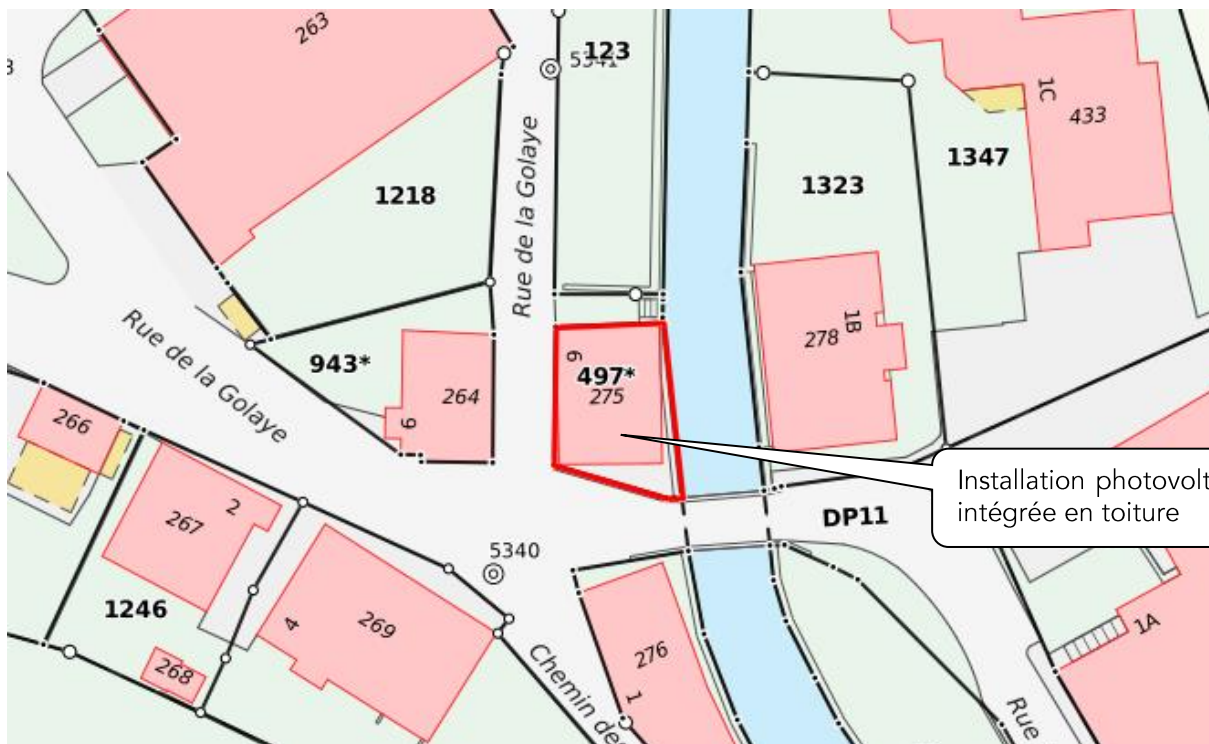 263
123
5341
1C
433
3
Rue de la Golaye
1218
1323
1347
Rue de la Golaye
943*
264
9
6
497*
275
278
1B
266
Installation photovolt
intégrée en toiture
267
2
DP11
5340
1246
4
269
268
276
1
1A
Chemin des
Rue